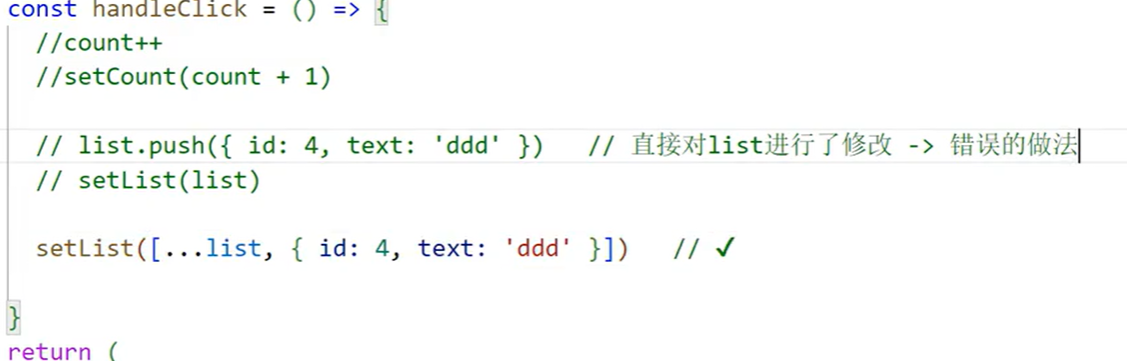 const handleClick = () => {
//count++
//setCount(count + 1)
// list.push({ id: 4, text: 'ddd' })   // 直接对list进行了修改 -> 错误的做法
// setList(list)
setList([...list, { id: 4, text: 'ddd' }])   // ✓
}
return (